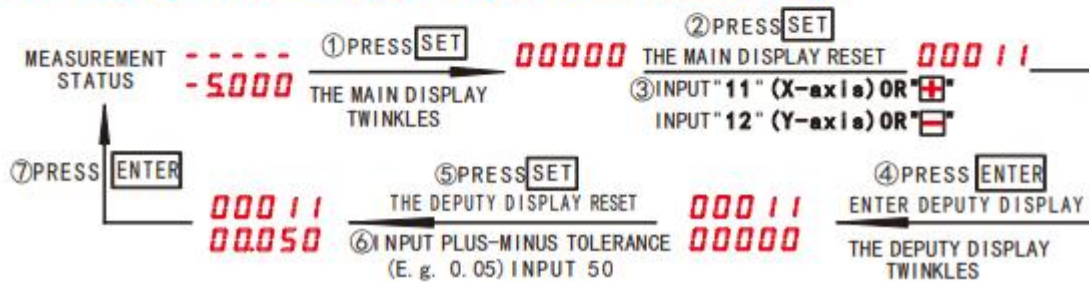 ①PRESS SET
②PRESS SET
MEASUREMENT STATUS
-----
-5.000
THE MAIN DISPLAY TWINKLES
00000
THE MAIN DISPLAY RESET
00011
③INPUT"11" (X-axis)OR"+"
INPUT"12" (Y-axis)OR"-"
④PRESS ENTER
ENTER DEPUTY DISPLAY
THE DEPUTY DISPLAY TWINKLES
00011
00000
⑤PRESS SET
THE DEPUTY DISPLAY RESET
⑥INPUT PLUS-MINUS TOLERANCE
(E.g. 0.05) INPUT 50
00011
00.050
⑦PRESS ENTER